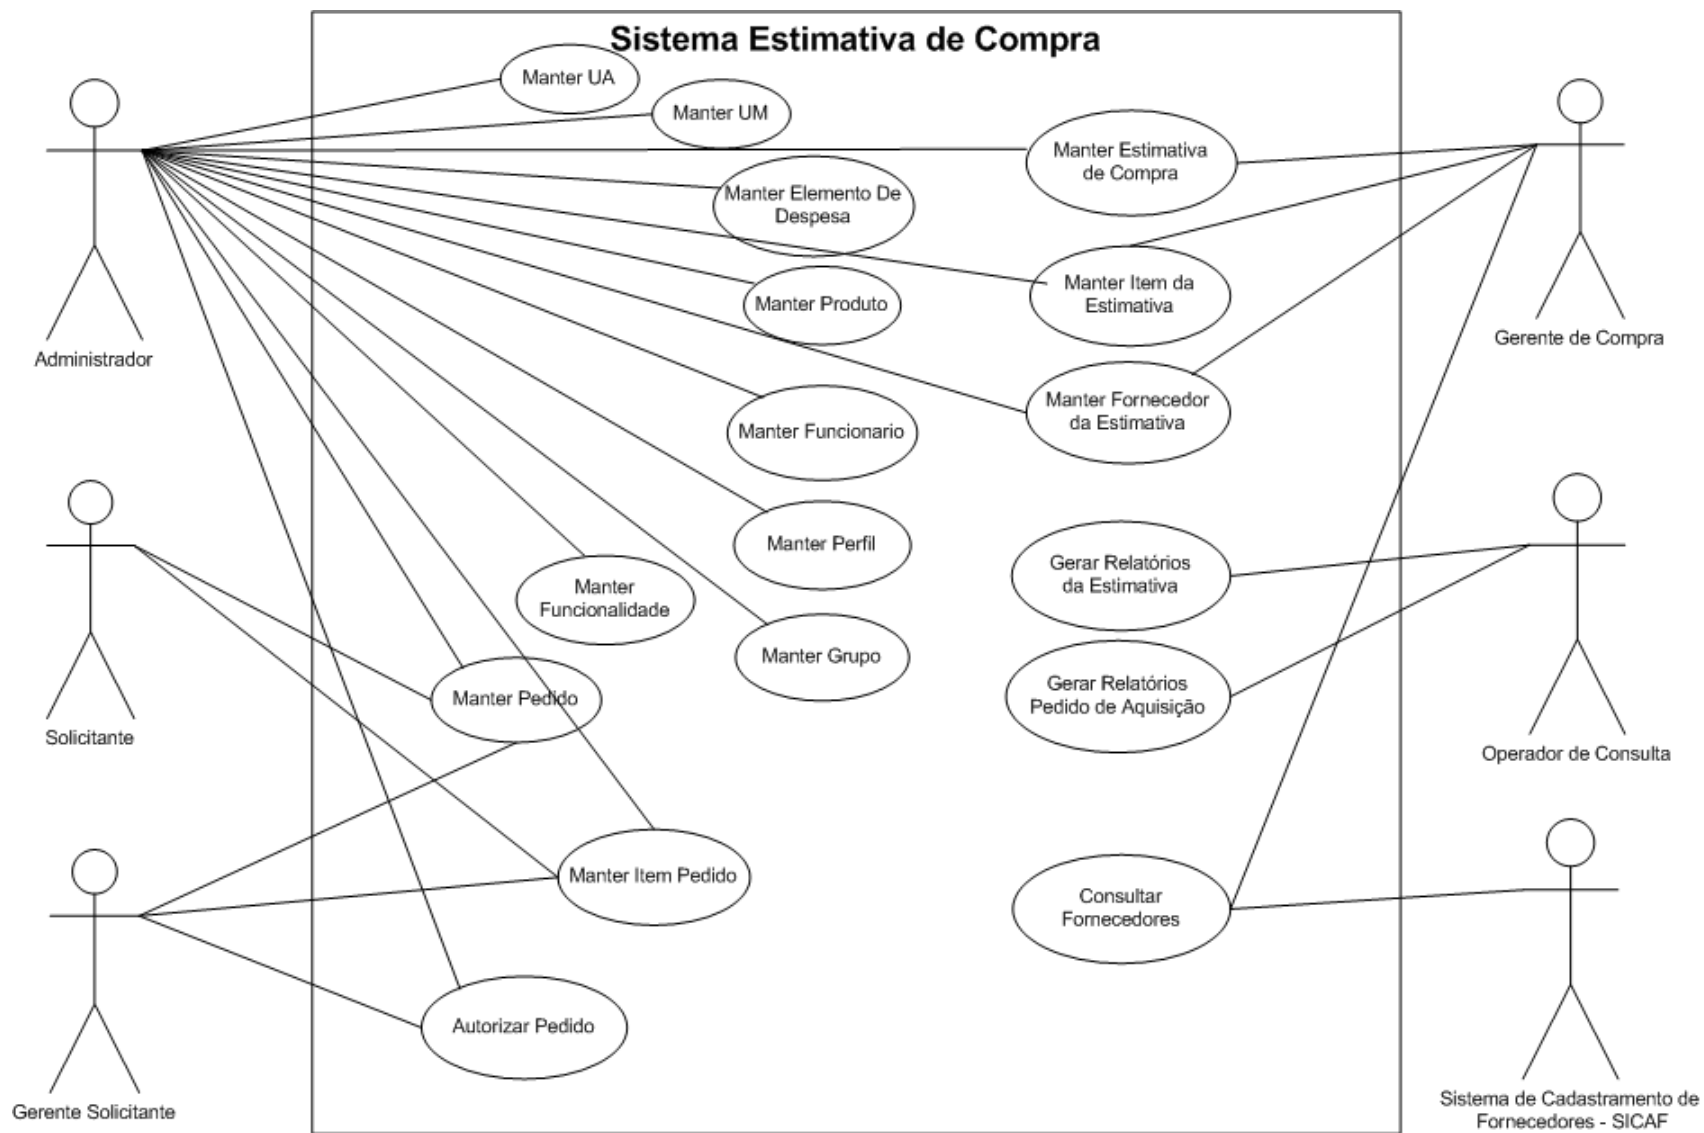 Sistema Estimativa de Compra
Manter UA
Manter UM
Manter Estimativa
de Compra
Manter Elemento De
Despesa
Manter Item da
Estimativa
Manter Produto
Administrador
Gerente de Compra
Manter Fornecedor
da Estimativa
Manter Funcionario
Manter Perfil
Gerar Relatórios
da Estimativa
Manter
Funcionalidade
Manter Grupo
Manter Pedido
Gerar Relatórios
Pedido de Aquisição
Solicitante
Operador de Consulta
Manter Item Pedido
Consultar
Fornecedores
Autorizar Pedido
Gerente Solicitante
Sistema de Cadastramento de
Fornecedores - SICAF